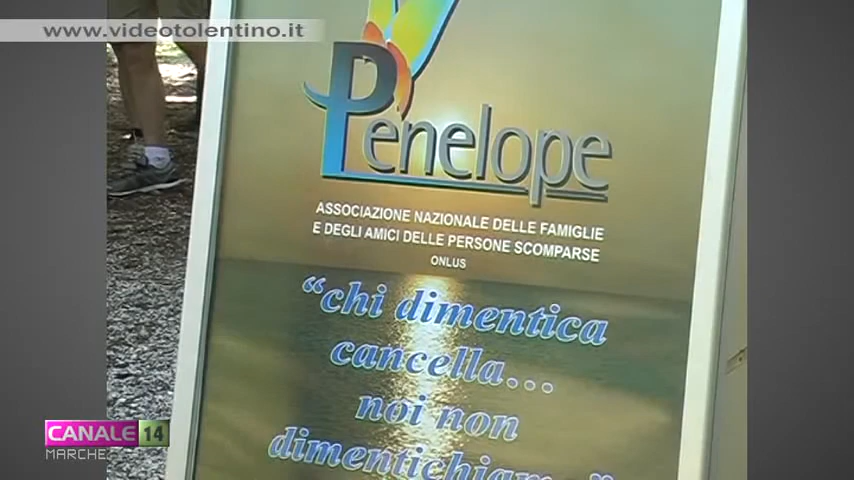 www.videotolentino.it
Penelope
ASSOCIAZIONE NAZIONALE DELLE FAMIGLIE
E DEGLI AMICI DELLE PERSONE SCOMPARSE
ONLUS
“chi dimentica
cancella...
noi non
CANALE 14
MARCHE